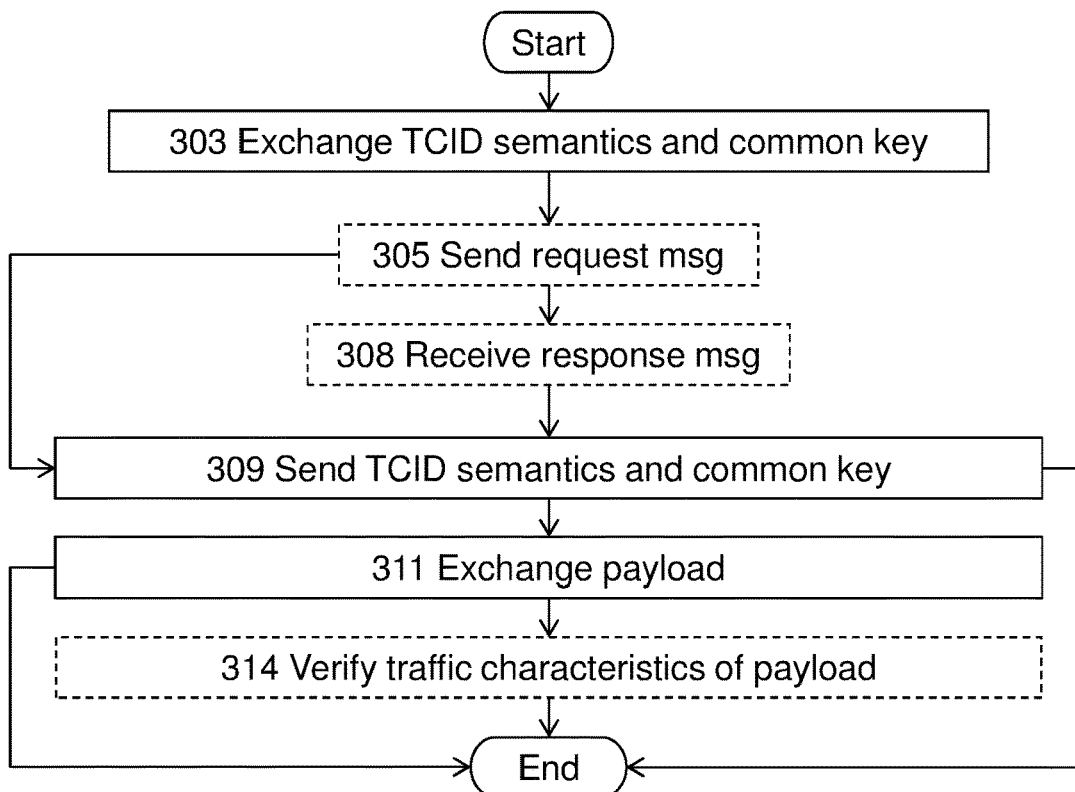 Start
303 Exchange TCID semantics and common key
305 Send request msg
308 Receive response msg
309 Send TCID semantics and common key
311 Exchange payload
314 Verify traffic characteristics of payload
End